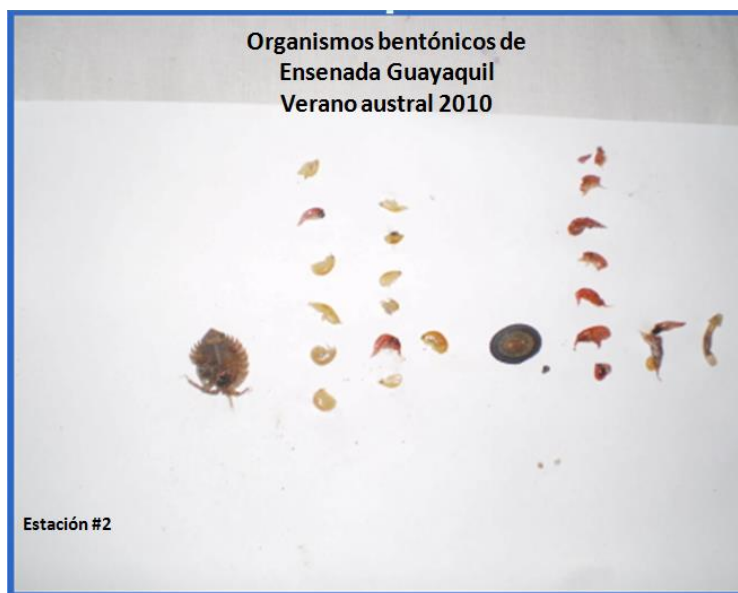 Organismos bentónicos de
Ensenada Guayaquil
Verano austral 2010
Estación #2